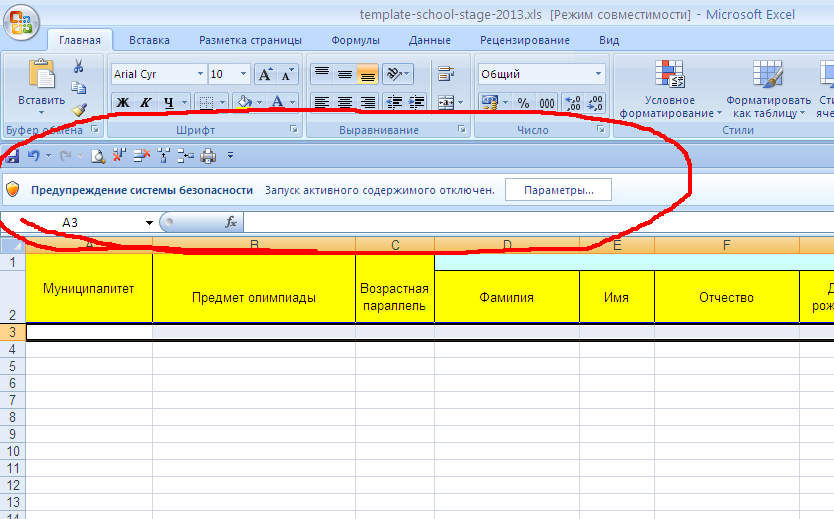 template-school-stage-2013.xls [Режим совместимости] - Microsoft Excel
Главная Вставка Разметка страницы Формулы Данные Рецензирование Вид
Arial Cyr 10 A A Общий
Вставить Ж К Ч A % 000 ,00 ,00 Условное форматирование Форматировать как таблицу
Буфер обмена Шрифт Выравнивание Число Стили
Предупреждение системы безопасности Запуск активного содержимого отключен. Параметры...
A3 fx
A B C D E F
1
2 Муниципалитет Предмет олимпиады Возрастная параллель Фамилия Имя Отчество
3
4
5
6
7
8
9
10
11
12
13